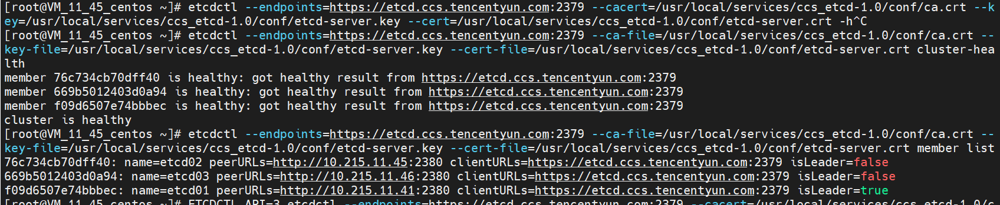 [root@VM_11_45_centos ~]# etcdctl --endpoints=https://etcd.ccs.tencentyun.com:2379 --cacert=/usr/local/services/ccs_etcd-1.0/conf/ca.crt --k
ey=/usr/local/services/ccs_etcd-1.0/conf/etcd-server.key --cert=/usr/local/services/ccs_etcd-1.0/conf/etcd-server.crt -h^C
[root@VM_11_45_centos ~]# etcdctl --endpoints=https://etcd.ccs.tencentyun.com:2379 --ca-file=/usr/local/services/ccs_etcd-1.0/conf/ca.crt --
key-file=/usr/local/services/ccs_etcd-1.0/conf/etcd-server.key --cert-file=/usr/local/services/ccs_etcd-1.0/conf/etcd-server.crt cluster-hea
lth
member 76c734cb70dff40 is healthy: got healthy result from https://etcd.ccs.tencentyun.com:2379
member 669b5012403d0a94 is healthy: got healthy result from https://etcd.ccs.tencentyun.com:2379
member f09d6507e74bbbec is healthy: got healthy result from https://etcd.ccs.tencentyun.com:2379
cluster is healthy
[root@VM_11_45_centos ~]# etcdctl --endpoints=https://etcd.ccs.tencentyun.com:2379 --ca-file=/usr/local/services/ccs_etcd-1.0/conf/ca.crt --
key-file=/usr/local/services/ccs_etcd-1.0/conf/etcd-server.key --cert-file=/usr/local/services/ccs_etcd-1.0/conf/etcd-server.crt member list
76c734cb70dff40: name=etcd02 peerURLs=http://10.215.11.45:2380 clientURLs=https://etcd.ccs.tencentyun.com:2379 isLeader=false
669b5012403d0a94: name=etcd03 peerURLs=http://10.215.11.46:2380 clientURLs=https://etcd.ccs.tencentyun.com:2379 isLeader=false
f09d6507e74bbbec: name=etcd01 peerURLs=http://10.215.11.41:2380 clientURLs=https://etcd.ccs.tencentyun.com:2379 isLeader=true
[root@VM_11_45_centos ~]# ETCDCTL_API=3 etcdctl --endpoints=https://etcd.ccs.tencentyun.com:2379 --cacert=/usr/local/services/ccs_etcd-1.0/c